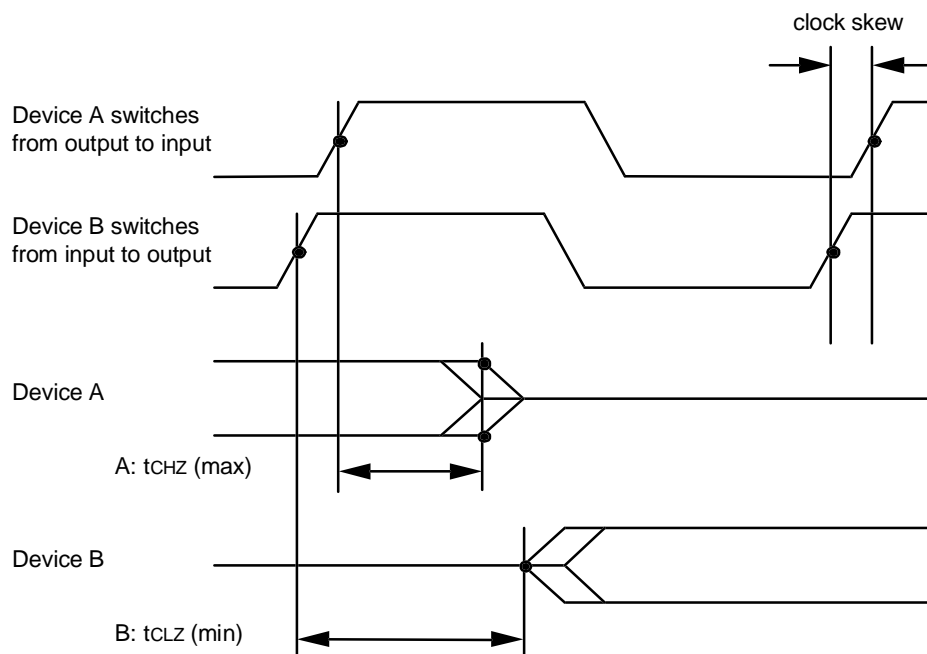 clock skew
Device A switches
from output to input
Device B switches
from input to output
Device A
A: tCHZ (max)
Device B
B: tCLZ (min)